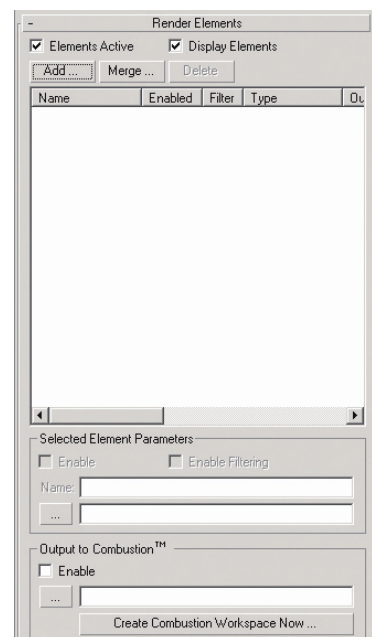 - Render Elements
Elements Active Display Elements
Add ... Merge ... Delete
Name Enabled Filter Type Ou
Selected Element Parameters
Enable Enable Filtering
Name:
...
Output to Combustion™
Enable
...
Create Combustion Workspace Now ...